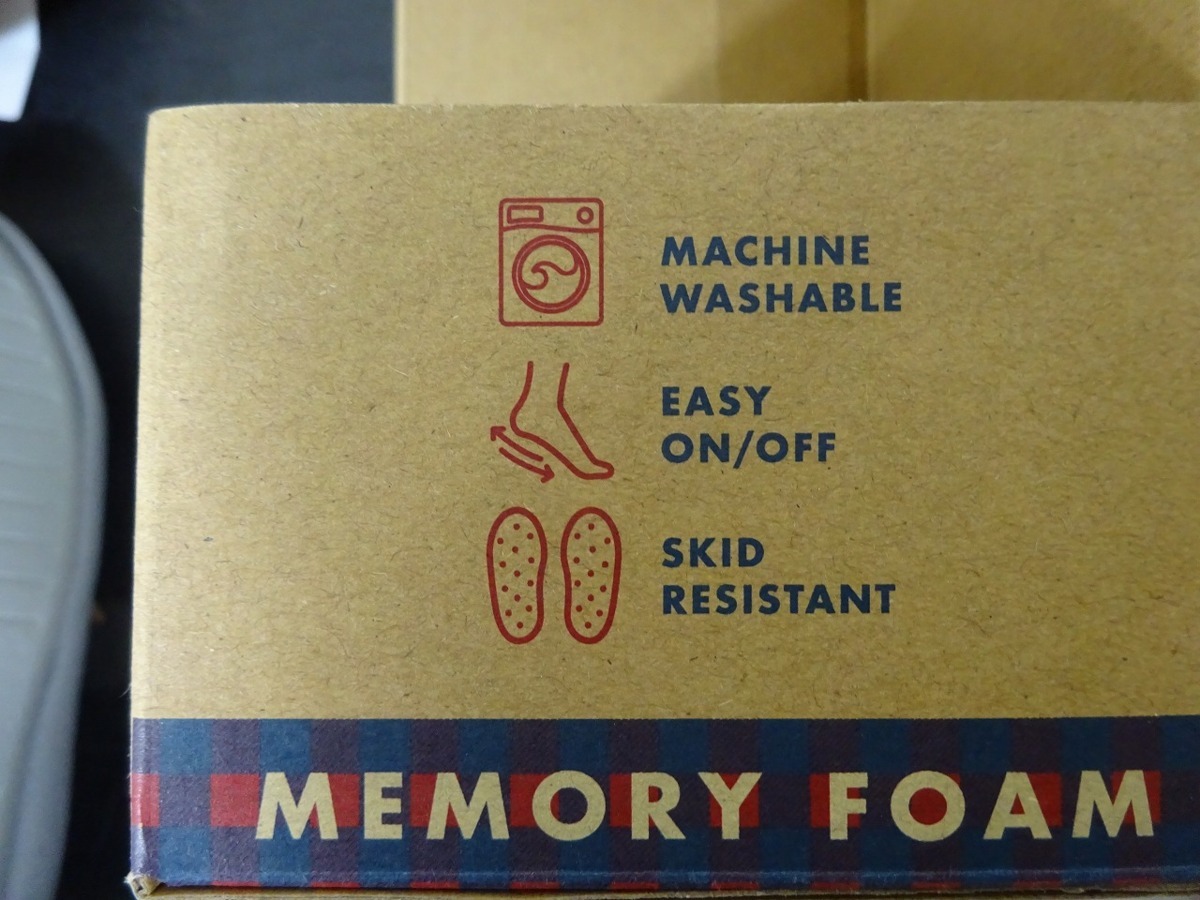 MACHINE
WASHABLE
EASY
ON/OFF
SKID
RESISTANT
MEMORY FOAM